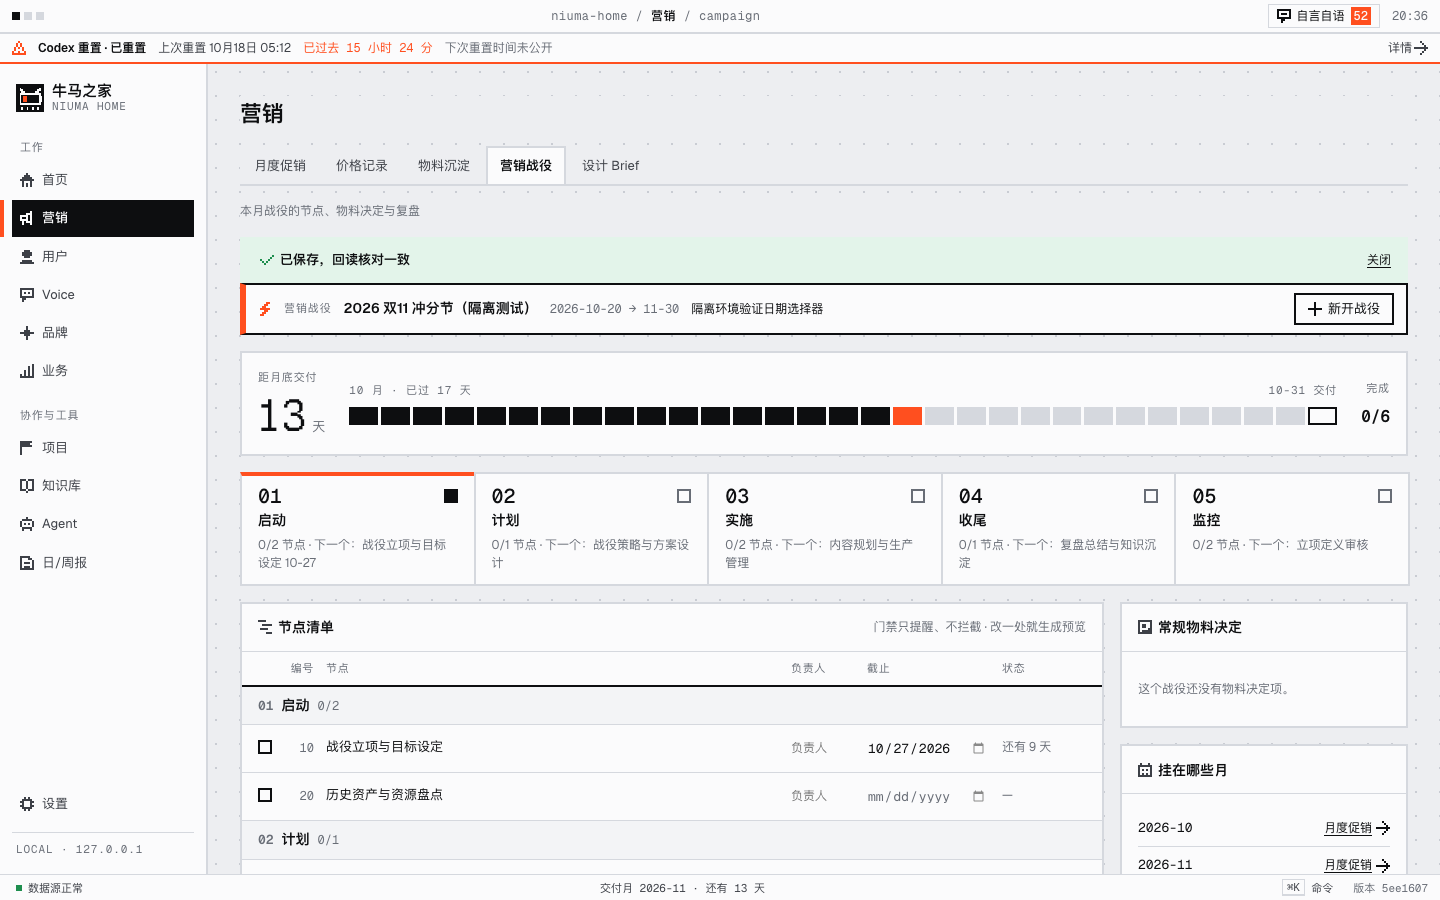 niuma-home / 营销 / campaign
自言自语 52
20:36
Codex 重置 · 已重置 上次重置 10月18日 05:12 已过去 15 小时 24 分 下次重置时间未公开
详情
牛马之家
NIUMA HOME
工作
首页
营销
用户
Voice
品牌
业务
协作与工具
项目
知识库
Agent
日/周报
设置
LOCAL · 127.0.0.1
营销
月度促销 价格记录 物料沉淀 营销战役 设计 Brief
本月战役的节点、物料决定与复盘
已保存，回读核对一致
关闭
营销战役 2026 双11 冲分节（隔离测试） 2026-10-20 → 11-30 隔离环境验证日期选择器
新开战役
距月底交付
13 天
10 月 · 已过 17 天
10-31 交付
完成
0/6
01
启动
0/2 节点 · 下一个：战役立项与目标
设定 10-27
02
计划
0/1 节点 · 下一个：战役策略与方案设
计
03
实施
0/2 节点 · 下一个：内容规划与生产
管理
04
收尾
0/1 节点 · 下一个：复盘总结与知识沉
淀
05
监控
0/2 节点 · 下一个：立项定义审核
节点清单
门禁只提醒、不拦截 · 改一处就生成预览
编号 节点 负责人 截止 状态
01 启动 0/2
10 战役立项与目标设定 负责人 10/27/2026 还有 9 天
20 历史资产与资源盘点 负责人 mm/dd/yyyy —
02 计划 0/1
常规物料决定
这个战役还没有物料决定项。
挂在哪些月
2026-10 月度促销
2026-11 月度促销
数据源正常
交付月 2026-11 · 还有 13 天
⌘K 命令
版本 5ee1607